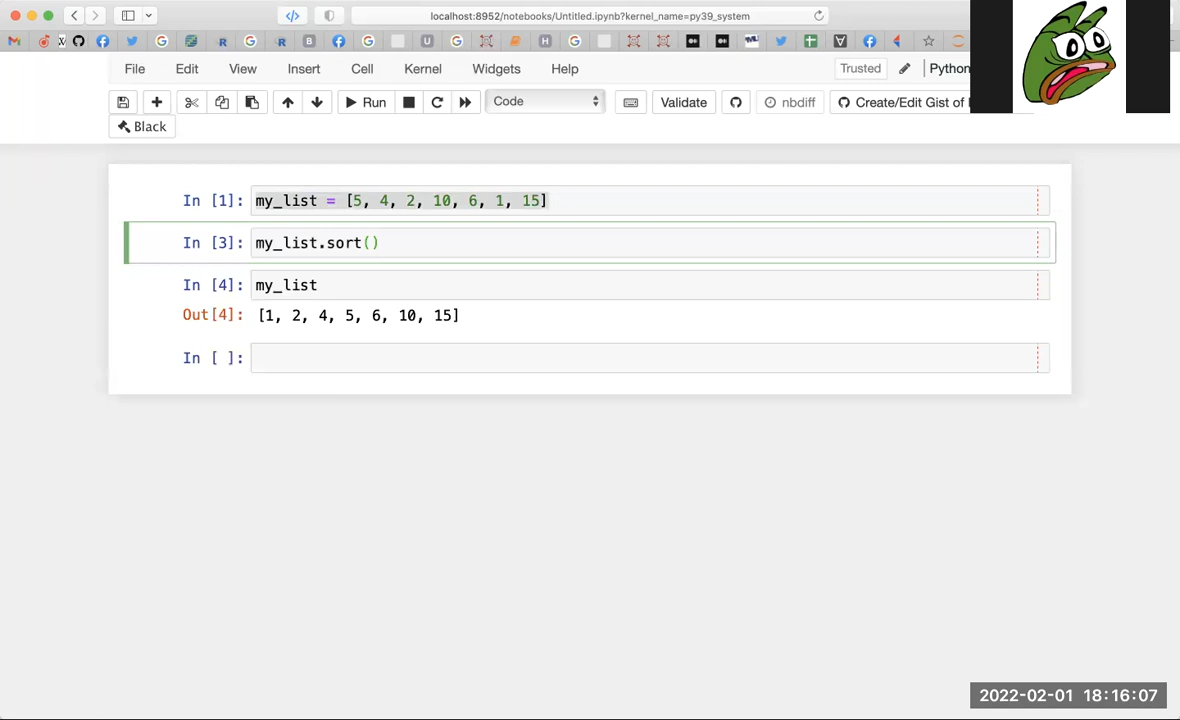 localhost:8952/notebooks/Untitled.ipynb?kernel_name=py39_system
File Edit View Insert Cell Kernel Widgets Help Trusted Python
Run Code Validate nbdiff Create/Edit Gist of
Black
In [1]: my_list = [5, 4, 2, 10, 6, 1, 15]
In [3]: my_list.sort()
In [4]: my_list
Out[4]: [1, 2, 4, 5, 6, 10, 15]
In [ ]:
2022-02-01 18:16:07